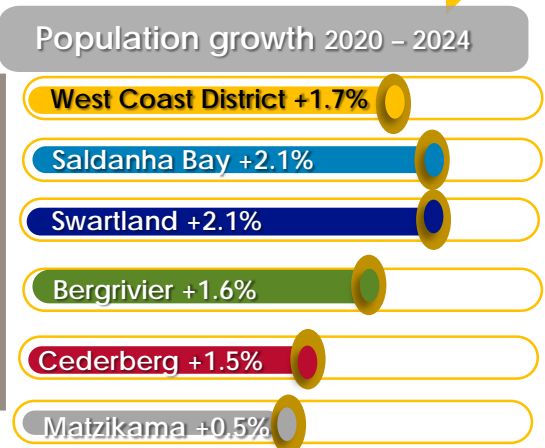 Population growth 2020 – 2024
West Coast District +1.7%
Saldanha Bay +2.1%
Swartland +2.1%
Bergrivier +1.6%
Cederberg +1.5%
Matzikama +0.5%